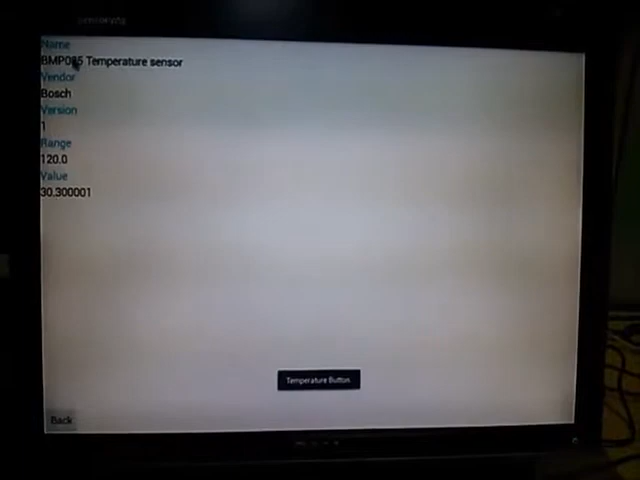 Name
BMP085 Temperature sensor
Vendor
Bosch
Version
1
Range
120.0
Value
30.300001
Temperature Button
Back